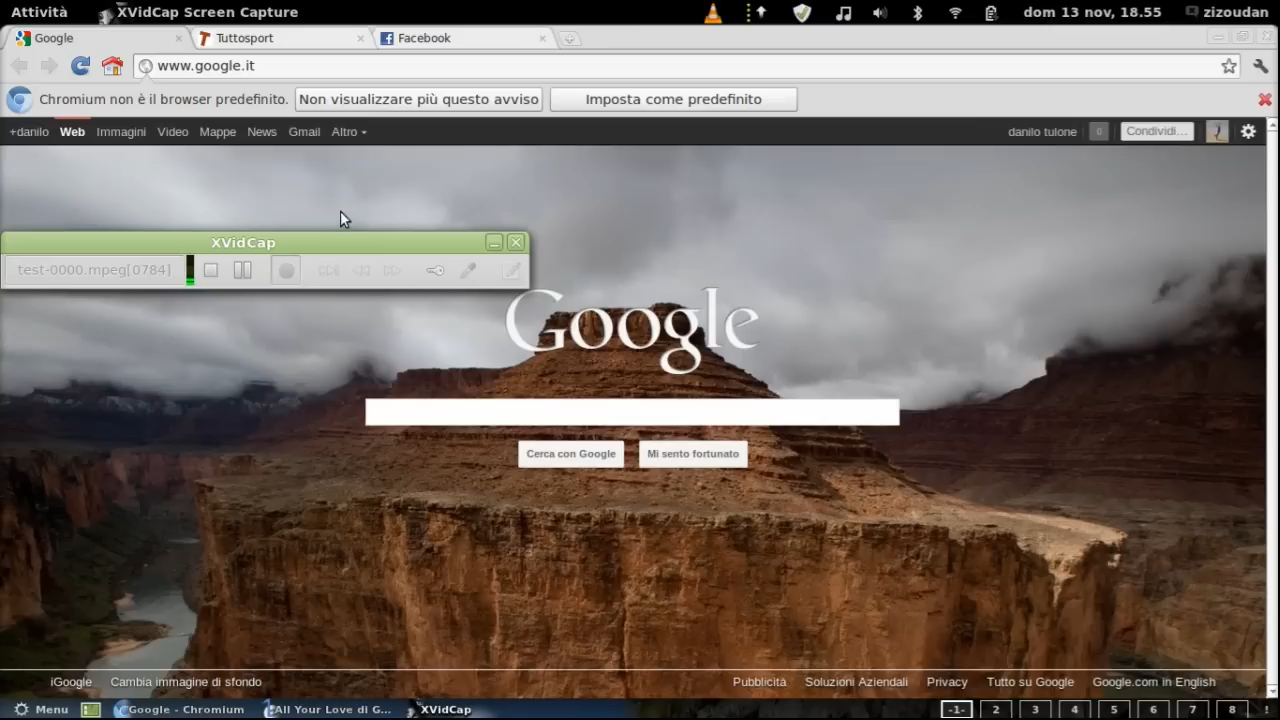 Attività XVidCap Screen Capture dom 13 nov, 18.55 zizoudan
Google Tuttosport Facebook
www.google.it
Chromium non è il browser predefinito. Non visualizzare più questo avviso Imposta come predefinito
+danilo Web Immagini Video Mappe News Gmail Altro danilo tulone 0 Condividi...
XVidCap
test-0000.mpeg[0784]
Google
Cerca con Google Mi sento fortunato
iGoogle Cambia immagine di sfondo Pubblicità Soluzioni Aziendali Privacy Tutto su Google Google.com in English
Menu Google - Chromium All Your Love di G... XVidCap -1- 2 3 4 5 6 7 8 !